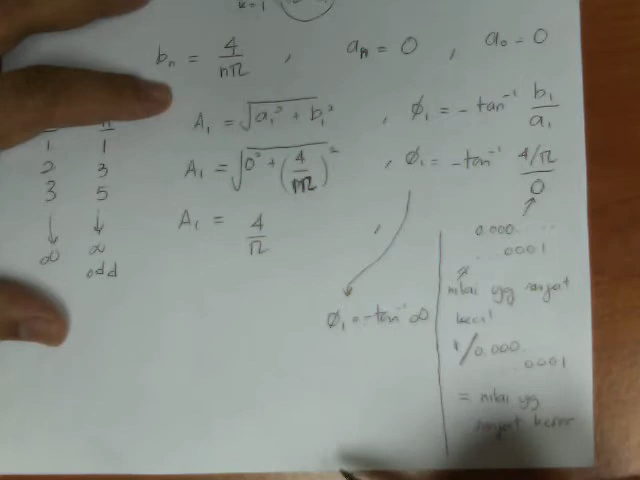 k=1
bn = 4/nπ , an = 0 , a0 = 0
n
1 1
2 3
3 5
↓ ↓
∞ ∞
odd
A1 = √a1² + b1² , ϕ1 = -tan⁻¹ b1/a1
A1 = √0² + (4/nπ)² , ϕ1 = -tan⁻¹ 4/π/0
A1 = 4/π ,
ϕ1 = -tan⁻¹ ∞
0.000......
...0001
nilai yg sangat
kecil
1/0.000....
...0001
= nilai yg
sangat besar